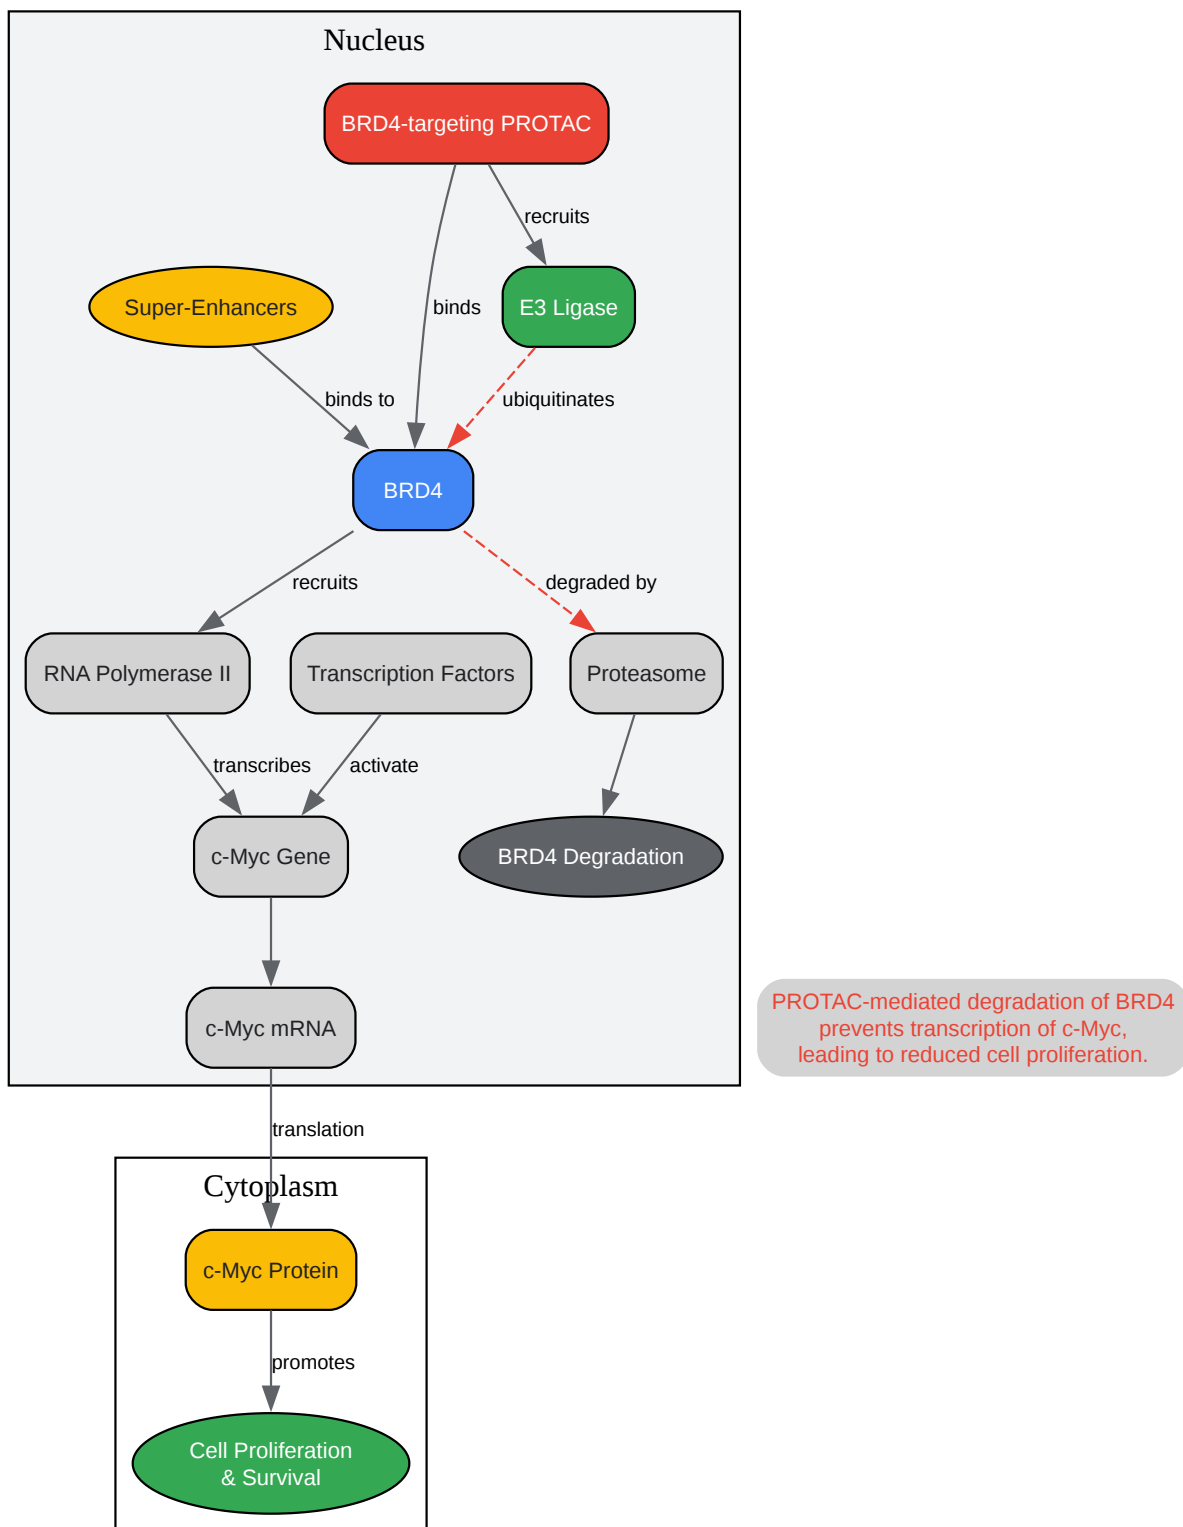 Nucleus
BRD4-targeting PROTAC
recruits
Super-Enhancers
binds
E3 Ligase
binds to
ubiquitinates
BRD4
recruits
degraded by
RNA Polymerase II
Transcription Factors
Proteasome
transcribes
activate
c-Myc Gene
BRD4 Degradation
c-Myc mRNA
PROTAC-mediated degradation of BRD4
prevents transcription of c-Myc,
leading to reduced cell proliferation.
translation
Cytoplasm
c-Myc Protein
promotes
Cell Proliferation
& Survival